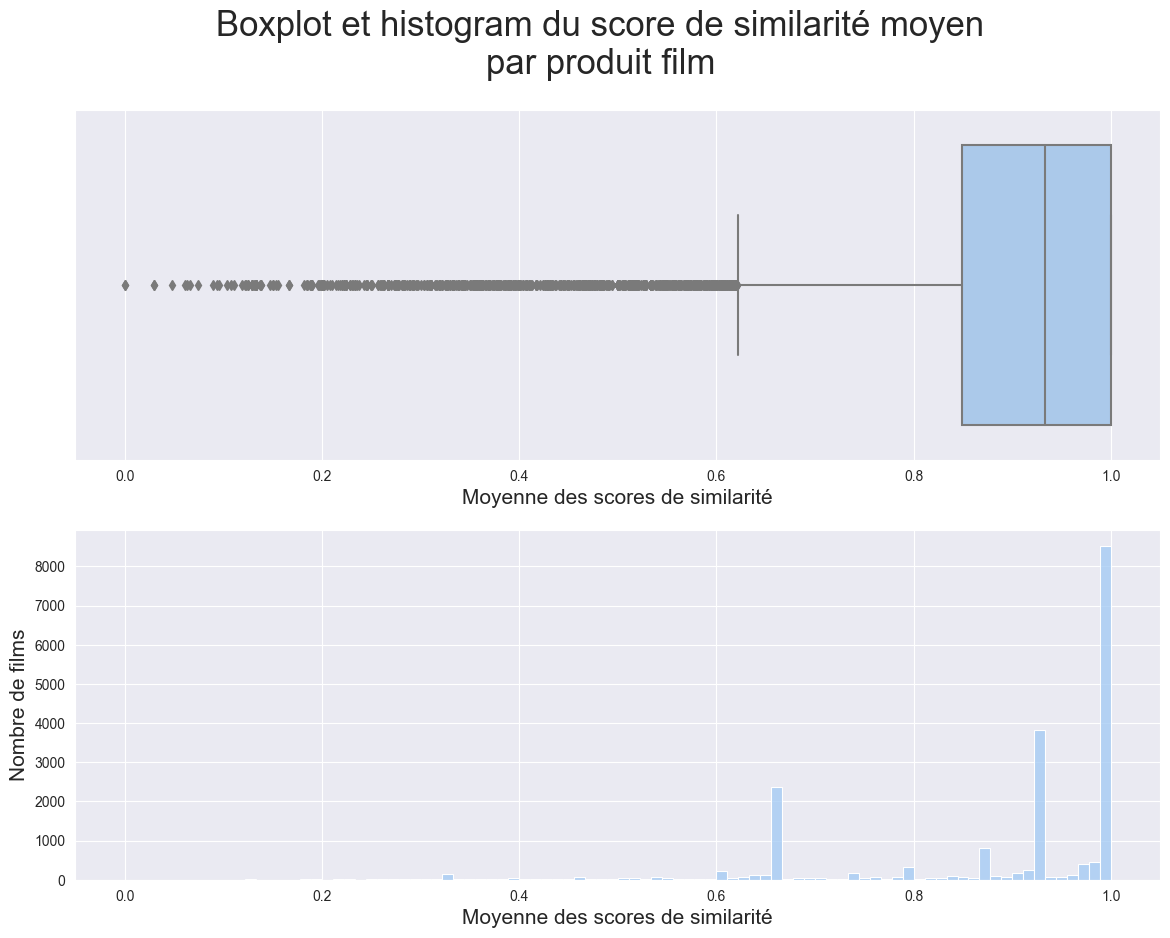 Boxplot et histogram du score de similarité moyen
par produit film
0.0 0.2 0.4 0.6 0.8 1.0
Moyenne des scores de similarité
Nombre de films
8000
7000
6000
5000
4000
3000
2000
1000
0
0.0 0.2 0.4 0.6 0.8 1.0
Moyenne des scores de similarité